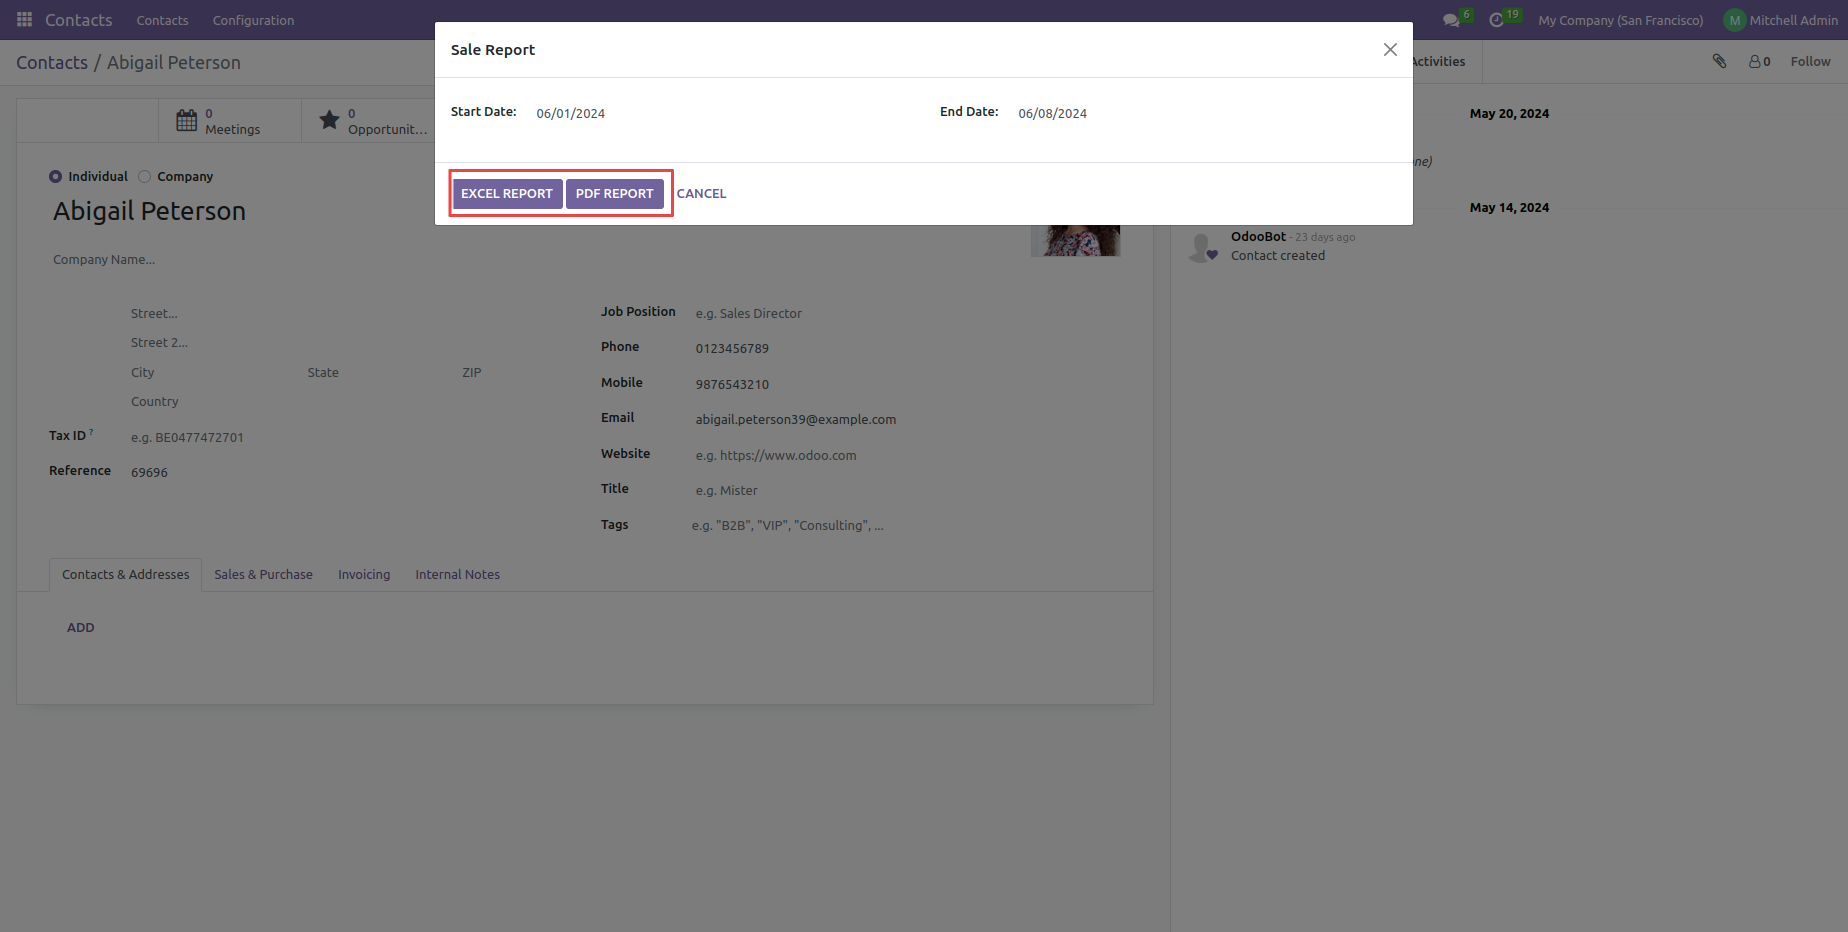 Contacts Contacts Configuration 6 19 My Company (San Francisco) M Mitchell Admin
Contacts / Abigail Peterson
Activities 0 Follow
Sale Report
Start Date: 06/01/2024 End Date: 06/08/2024
EXCEL REPORT PDF REPORT CANCEL
0
Meetings
0
Opportunit...
Individual Company
Abigail Peterson
Company Name...
Street...
Street 2...
City State ZIP
Country
Tax ID ? e.g. BE0477472701
Reference 69696
Job Position e.g. Sales Director
Phone 0123456789
Mobile 9876543210
Email abigail.peterson39@example.com
Website e.g. https://www.odoo.com
Title e.g. Mister
Tags e.g. "B2B", "VIP", "Consulting", ...
Contacts & Addresses Sales & Purchase Invoicing Internal Notes
ADD
May 20, 2024
May 14, 2024
OdooBot - 23 days ago
Contact created